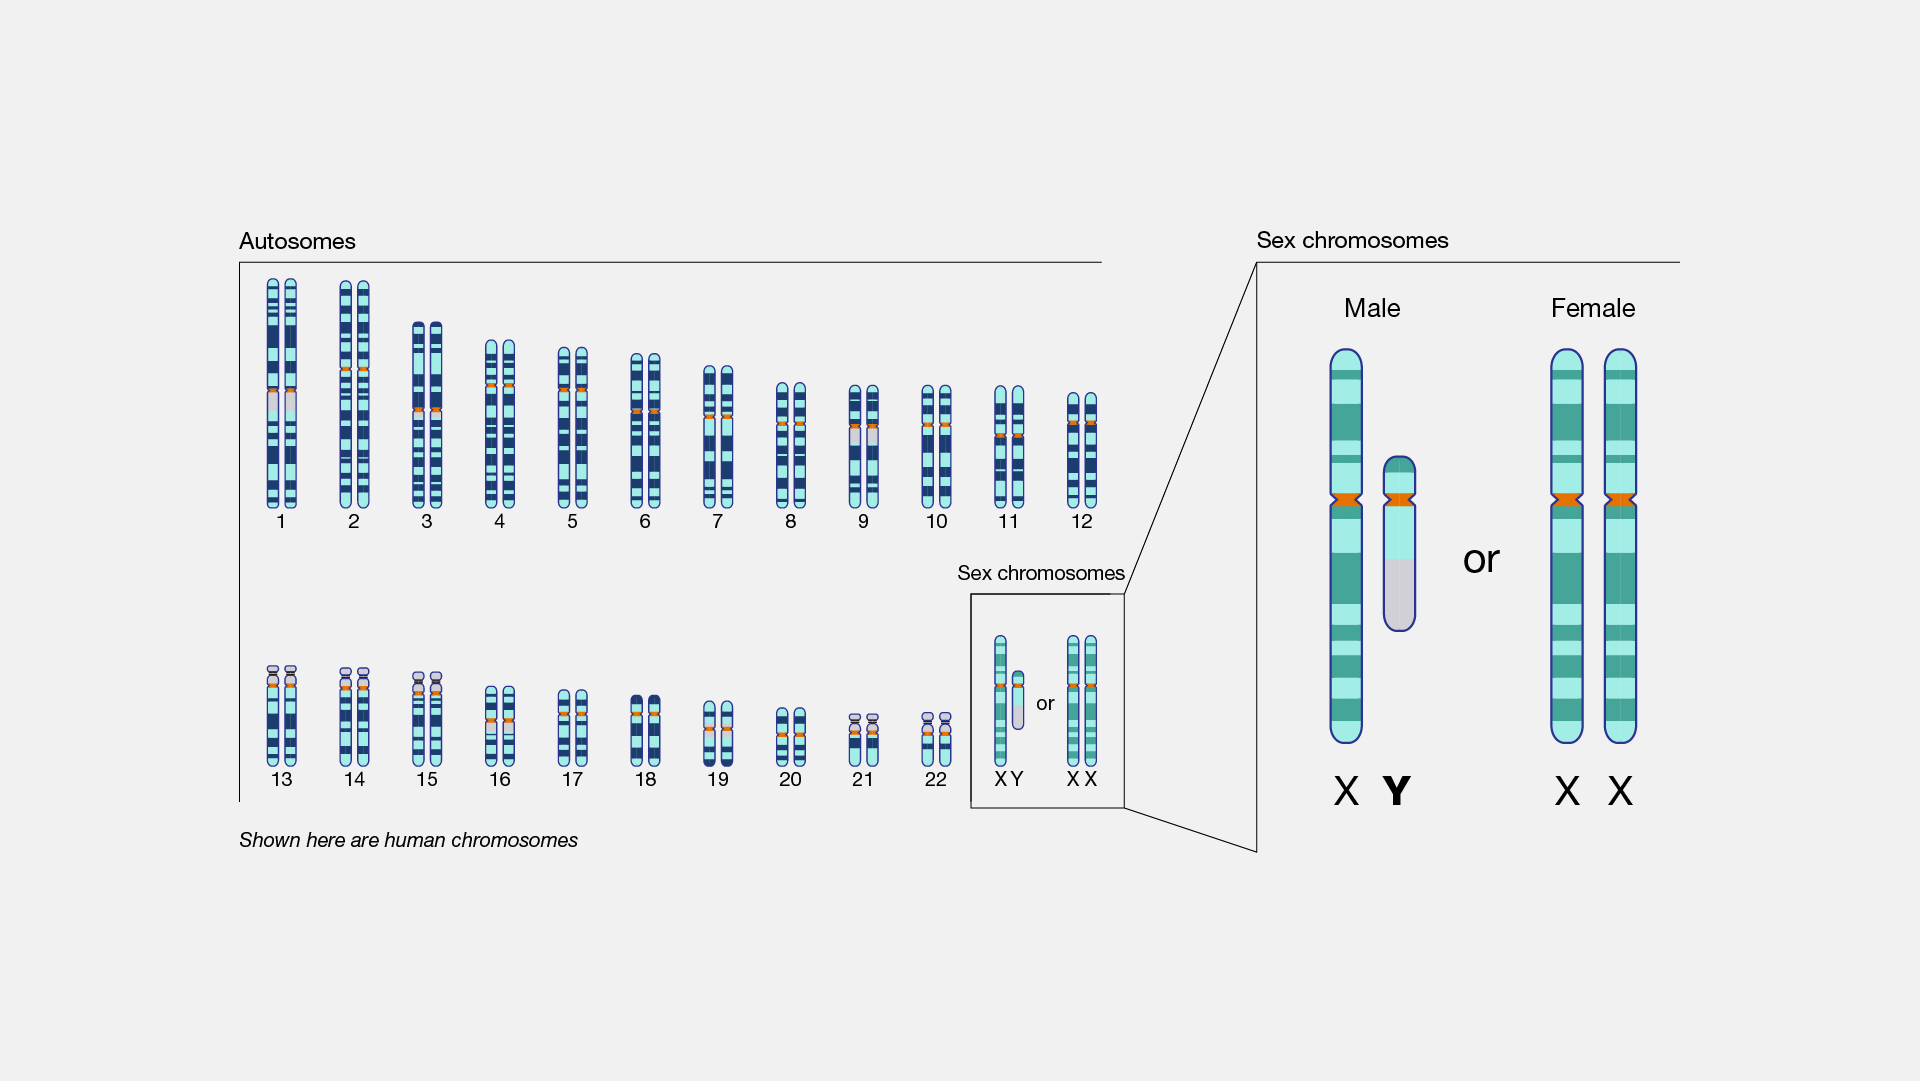 Autosomes
1 2 3 4 5 6 7 8 9 10 11 12
Sex chromosomes
or
13 14 15 16 17 18 19 20 21 22 X Y X X
Shown here are human chromosomes
Sex chromosomes
Male Female
or
X Y X X